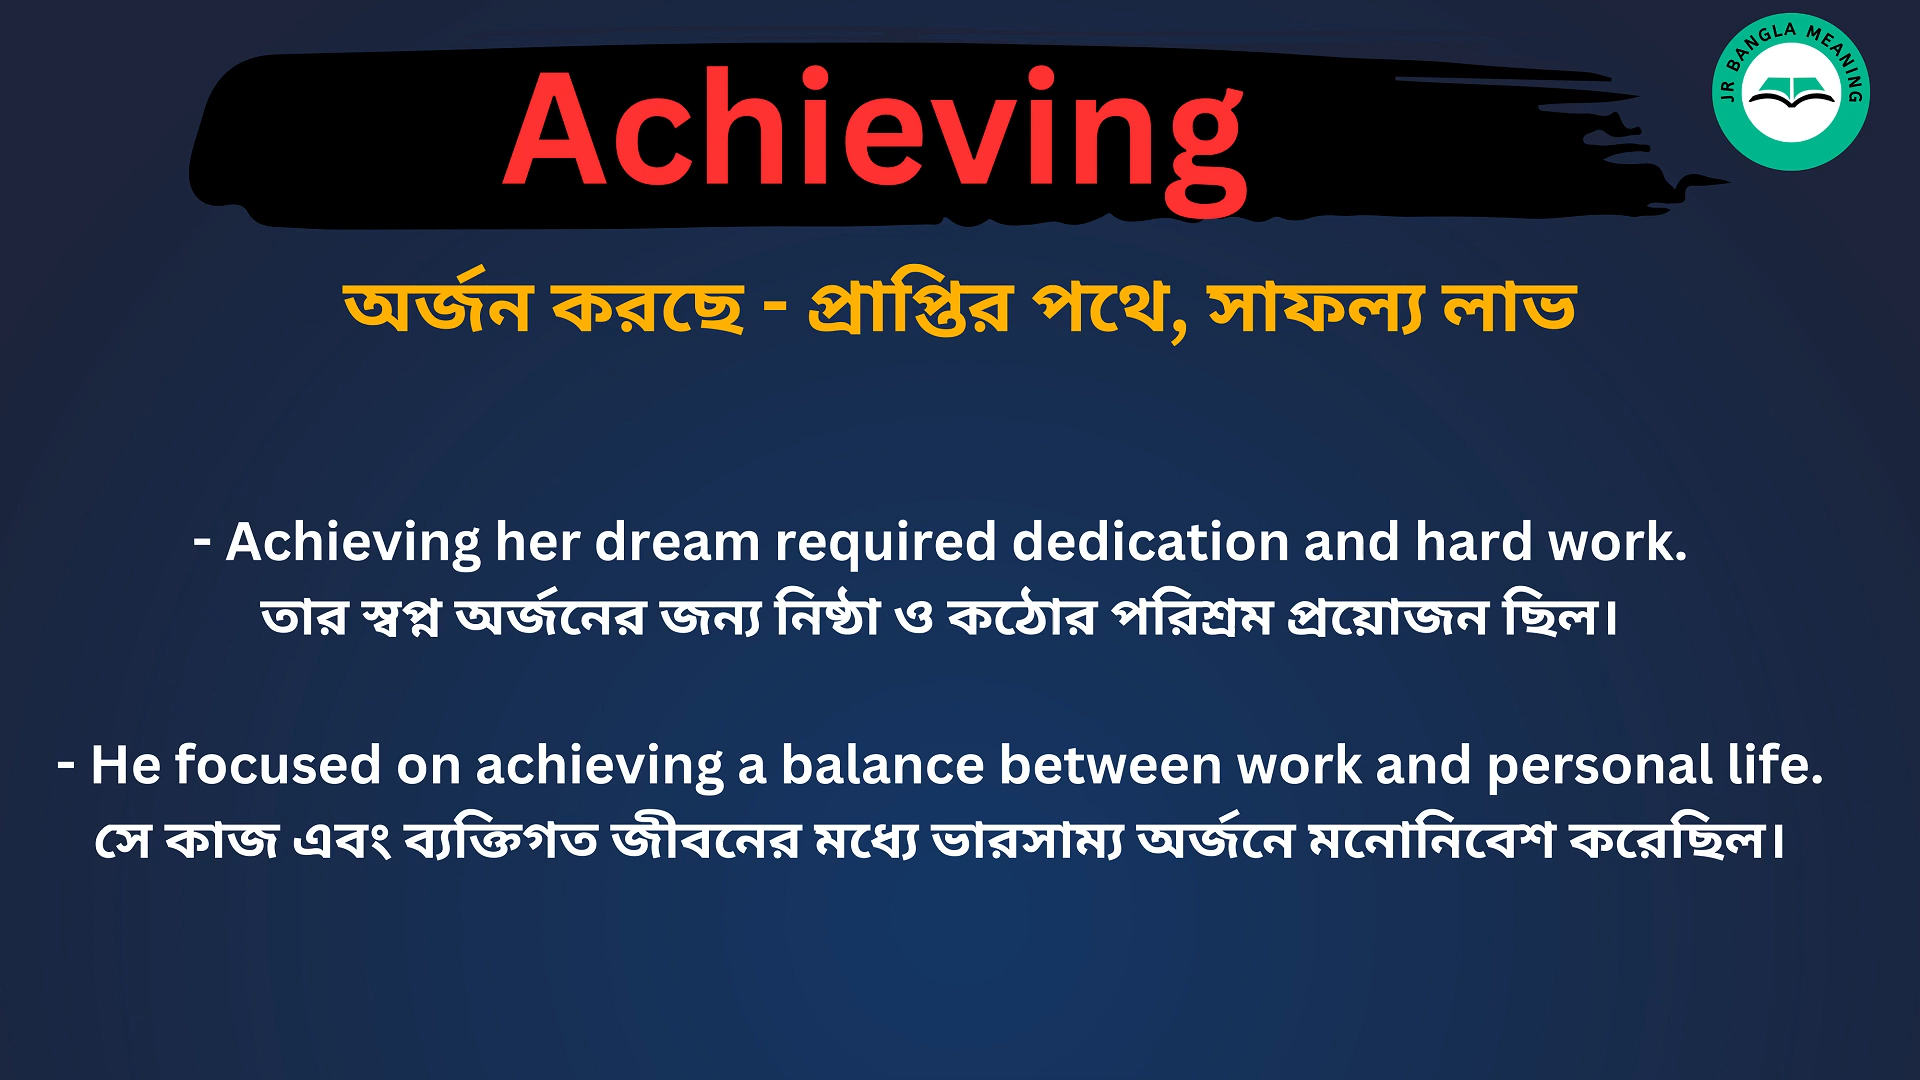 JR BANGLA MEANING
Achieving
অর্জন করছে - প্রাপ্তির পথে, সাফল্য লাভ
- Achieving her dream required dedication and hard work.
তার স্বপ্ন অর্জনের জন্য নিষ্ঠা ও কঠোর পরিশ্রম প্রয়োজন ছিল।
- He focused on achieving a balance between work and personal life.
সে কাজ এবং ব্যক্তিগত জীবনের মধ্যে ভারসাম্য অর্জনে মনোনিবেশ করেছিল।